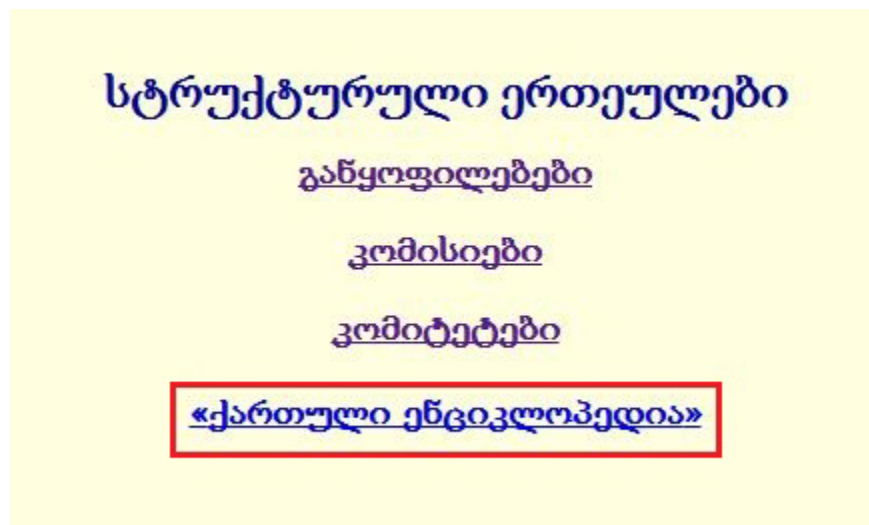 სტრუქტურული ერთეულები
განყოფილებები
კომისიები
კომიტეტები
«ქართული ენციკლოპედია»